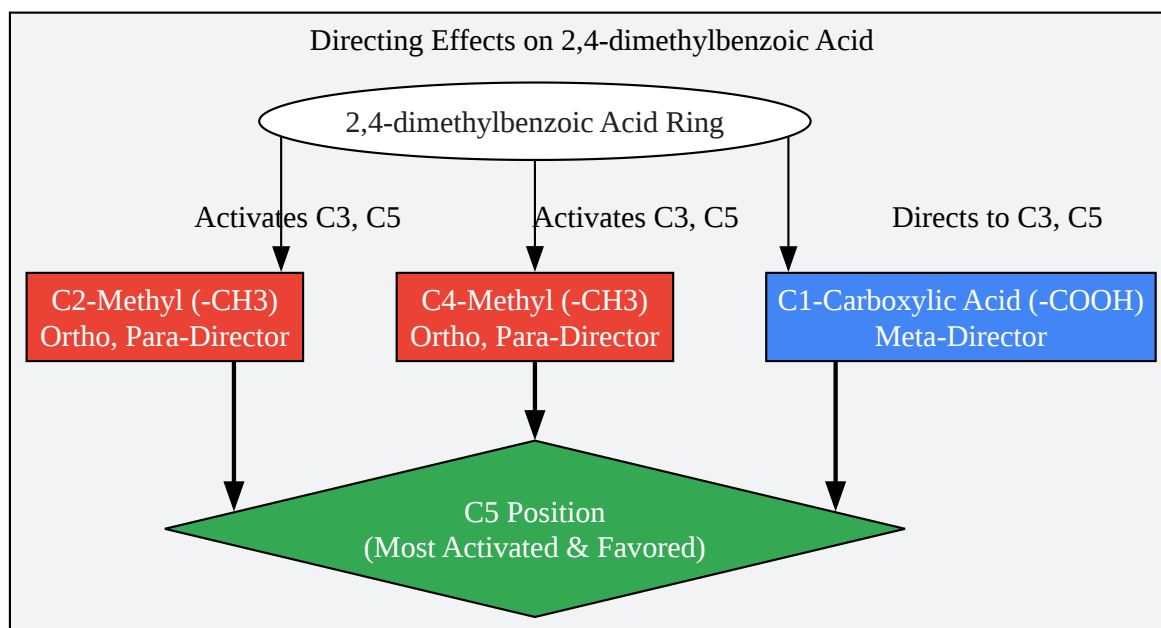 Directing Effects on 2,4-dimethylbenzoic Acid
2,4-dimethylbenzoic Acid Ring
Activates C3, C5
Activates C3, C5
Directs to C3, C5
C2-Methyl (-CH3)
Ortho, Para-Director
C4-Methyl (-CH3)
Ortho, Para-Director
C1-Carboxylic Acid (-COOH)
Meta-Director
C5 Position
(Most Activated & Favored)